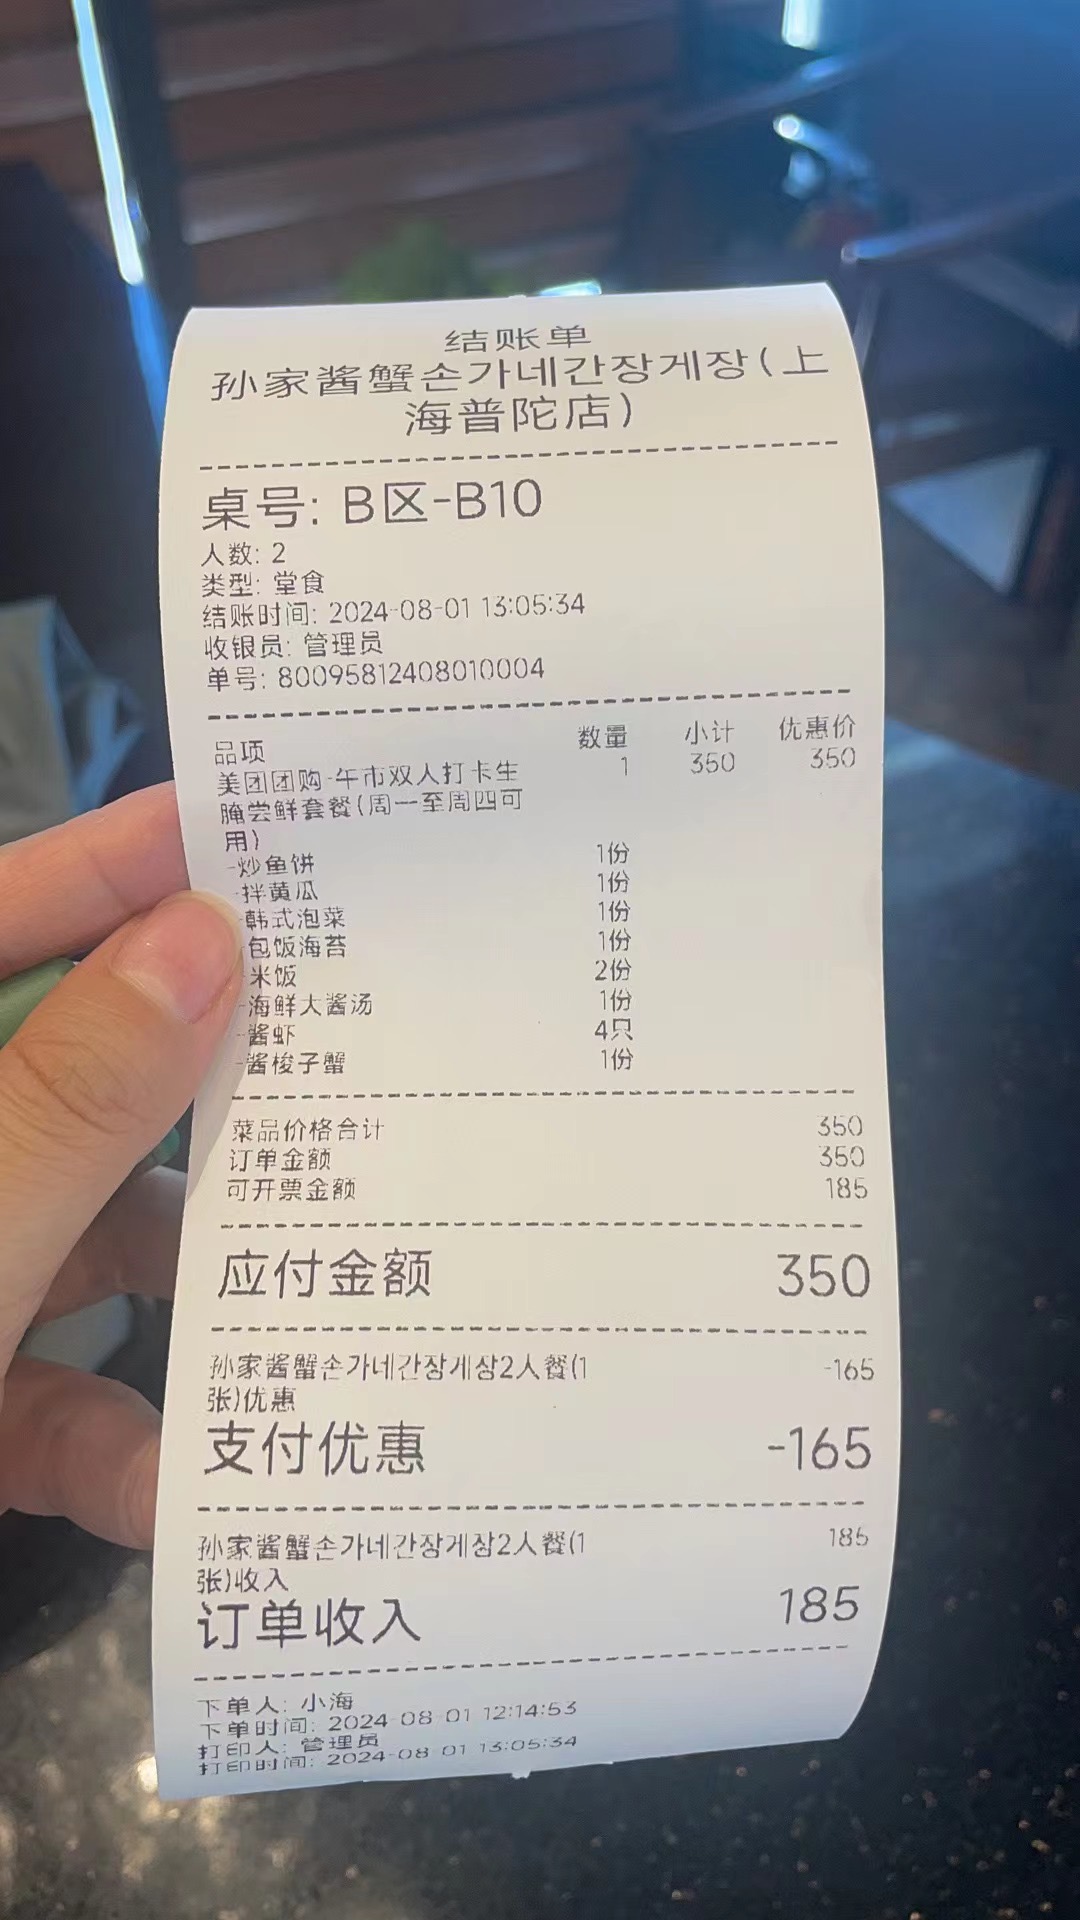 结账单
孙家酱蟹손가네간장게장(上
海普陀店)
桌号: B区-B10
人数: 2
类型: 堂食
结账时间: 2024-08-01 13:05:34
收银员: 管理员
单号: 80095812408010004
品项 数量 小计 优惠价
美团团购-午市双人打卡生 1 350 350
腌尝鲜套餐(周一至周四可
用)
-炒鱼饼 1份
-拌黄瓜 1份
-韩式泡菜 1份
-包饭海苔 1份
-米饭 2份
-海鲜大酱汤 1份
-酱虾 4只
-酱梭子蟹 1份
菜品价格合计 350
订单金额 350
可开票金额 185
应付金额 350
孙家酱蟹손가네간장게장2人餐(1 -165
张)优惠
支付优惠 -165
孙家酱蟹손가네간장게장2人餐(1 185
张)收入
订单收入 185
下单人: 小海
下单时间: 2024-08-01 12:14:53
打印人: 管理员
打印时间: 2024-08-01 13:05:34